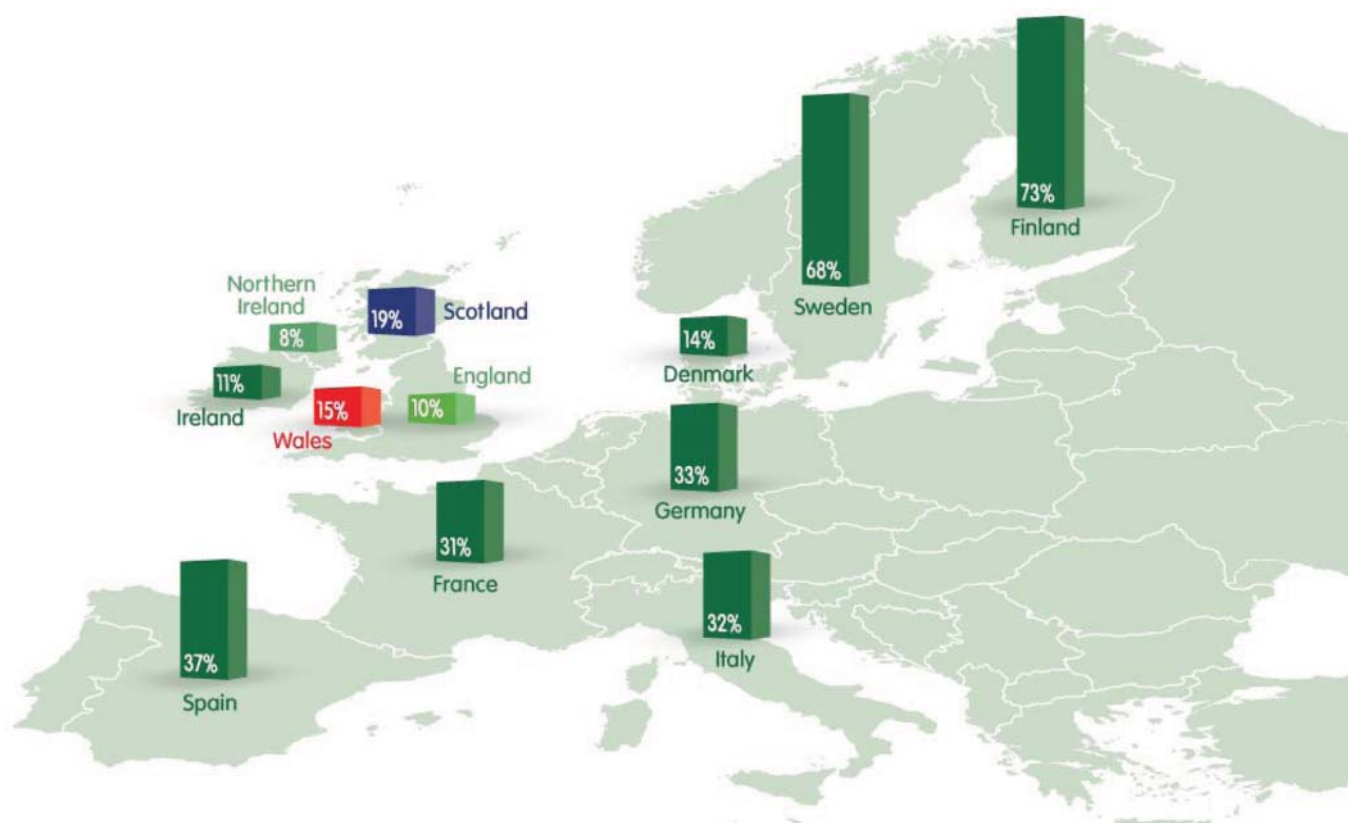 73%
Finland
68%
Sweden
Northern
Ireland
8%
19%
Scotland
14%
Denmark
11%
Ireland
15%
Wales
England
10%
33%
Germany
31%
France
32%
Italy
37%
Spain